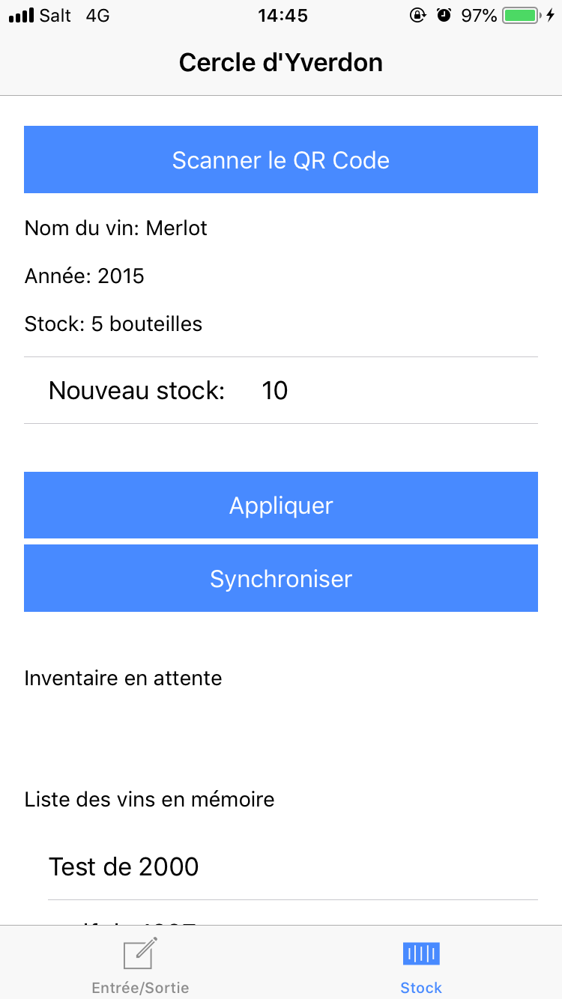 Salt 4G 14:45 97%
Cercle d'Yverdon
Scanner le QR Code
Nom du vin: Merlot
Année: 2015
Stock: 5 bouteilles
Nouveau stock: 10
Appliquer
Synchroniser
Inventaire en attente
Liste des vins en mémoire
Test de 2000
Entrée/Sortie Stock